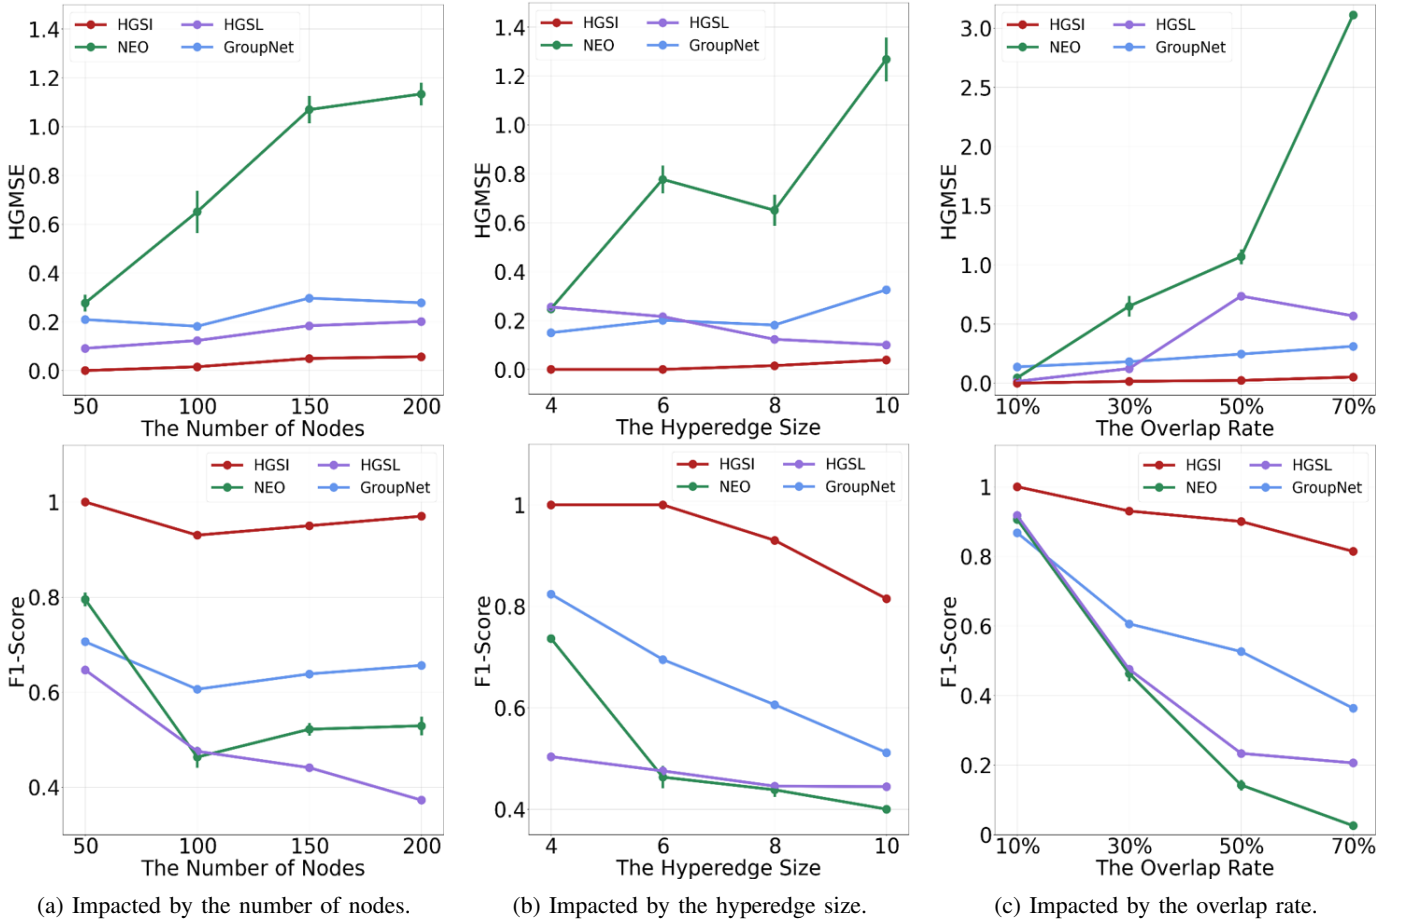 HGSI HGSL
NEO GroupNet
HGMSE
1.4
1.2
1.0
0.8
0.6
0.4
0.2
0.0
50 100 150 200
The Number of Nodes
HGSI HGSL
NEO GroupNet
HGMSE
1.4
1.2
1.0
0.8
0.6
0.4
0.2
0.0
4 6 8 10
The Hyperedge Size
HGSI HGSL
NEO GroupNet
HGMSE
3.0
2.5
2.0
1.5
1.0
0.5
0.0
10% 30% 50% 70%
The Overlap Rate
HGSI HGSL
NEO GroupNet
F1-Score
1
0.8
0.6
0.4
50 100 150 200
The Number of Nodes
HGSI HGSL
NEO GroupNet
F1-Score
1
0.8
0.6
0.4
4 6 8 10
The Hyperedge Size
HGSI HGSL
NEO GroupNet
F1-Score
1
0.8
0.6
0.4
0.2
0
10% 30% 50% 70%
The Overlap Rate
(a) Impacted by the number of nodes.
(b) Impacted by the hyperedge size.
(c) Impacted by the overlap rate.